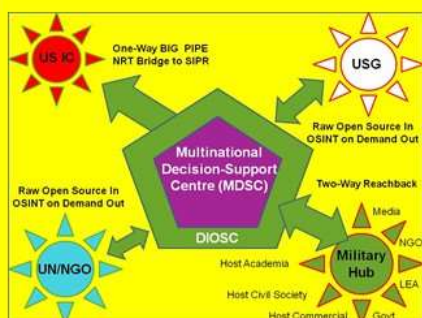 US IC
One-Way BIG PIPE
NRT Bridge to SIPR
USG
Raw Open Source In
OSINT on Demand Out
Multinational
Decision-Support
Centre (MDSC)
DIOSC
Raw Open Source In
OSINT on Demand Out
UN/NGO
Two-Way Reachback
Media
NGO
LEA
Military
Hub
Host Academia
Host Civil Society
Host Commercial
Govt